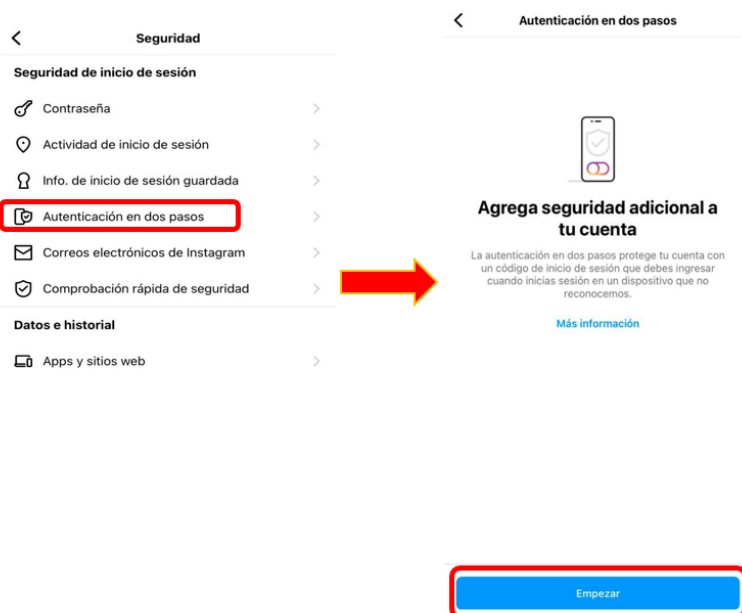 Seguridad
Seguridad de inicio de sesión
Contraseña
Actividad de inicio de sesión
Info. de inicio de sesión guardada
Autenticación en dos pasos
Correos electrónicos de Instagram
Comprobación rápida de seguridad
Datos e historial
Apps y sitios web
Autenticación en dos pasos
Agrega seguridad adicional a
tu cuenta
La autenticación en dos pasos protege tu cuenta con
un código de inicio de sesión que debes ingresar
cuando inicias sesión en un dispositivo que no
reconocemos.
Más información
Empezar